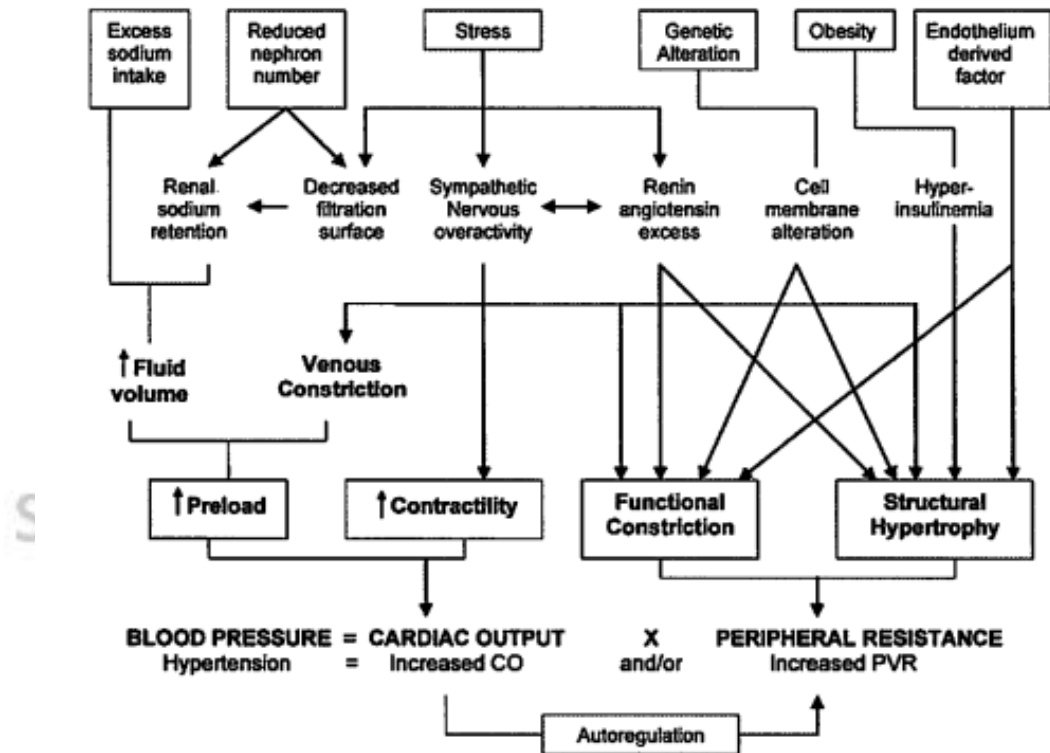 Excess
sodium
intake
Reduced
nephron
number
Stress
Genetic
Alteration
Obesity
Endothelium
derived
factor
Renal
sodium
retention
Decreased
filtration
surface
Sympathetic
Nervous
overactivity
Renin
angiotensin
excess
Cell
membrane
alteration
Hyper-
insulinemia
↑ Fluid
volume
Venous
Constriction
↑ Preload
↑ Contractility
Functional
Constriction
Structural
Hypertrophy
BLOOD PRESSURE = CARDIAC OUTPUT X PERIPHERAL RESISTANCE
Hypertension = Increased CO and/or Increased PVR
Autoregulation